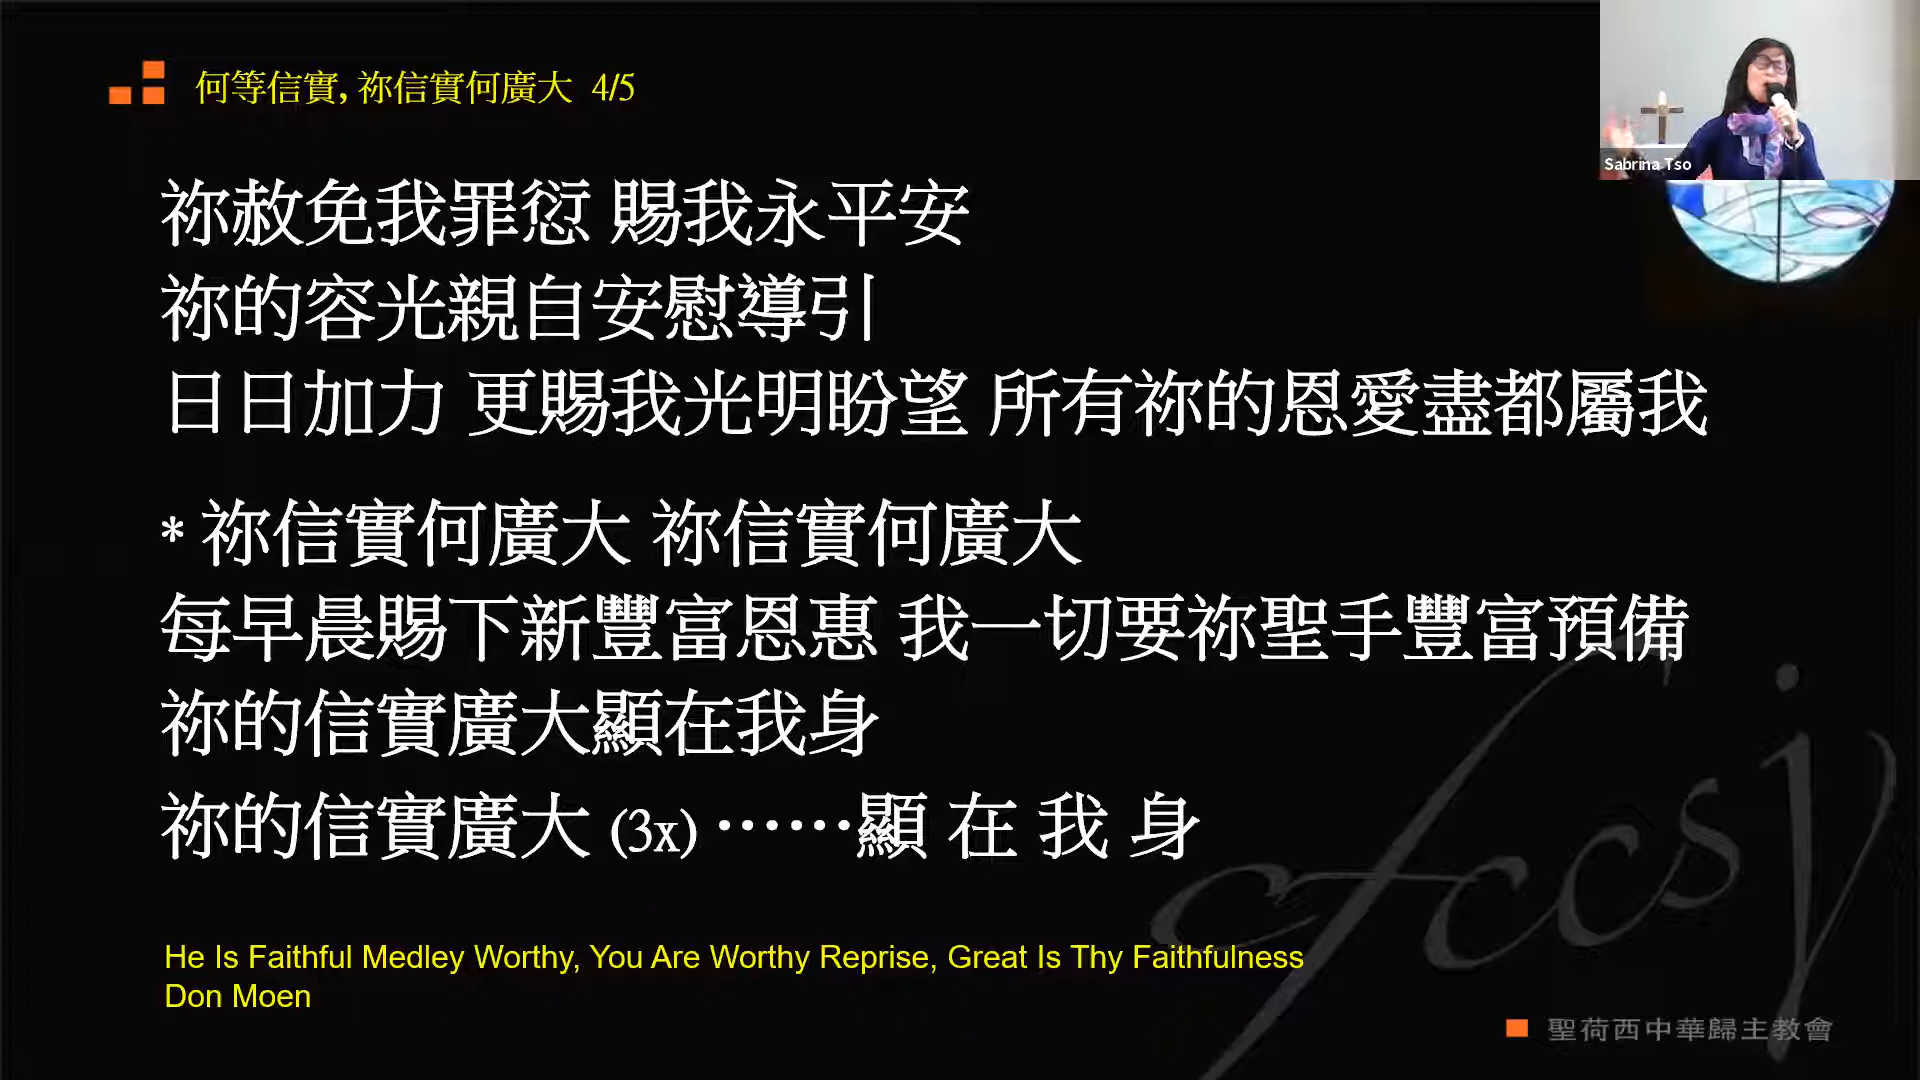 何等信實, 祢信實何廣大 4/5
Sabrina Tso
祢赦免我罪愆 賜我永平安
祢的容光親自安慰導引
日日加力 更賜我光明盼望 所有祢的恩愛盡都屬我
* 祢信實何廣大 祢信實何廣大
每早晨賜下新豐富恩惠 我一切要祢聖手豐富預備
祢的信實廣大顯在我身
祢的信實廣大 (3x) ⋯⋯顯 在 我 身
He Is Faithful Medley Worthy, You Are Worthy Reprise, Great Is Thy Faithfulness
Don Moen
cfccsj
聖荷西中華歸主教會